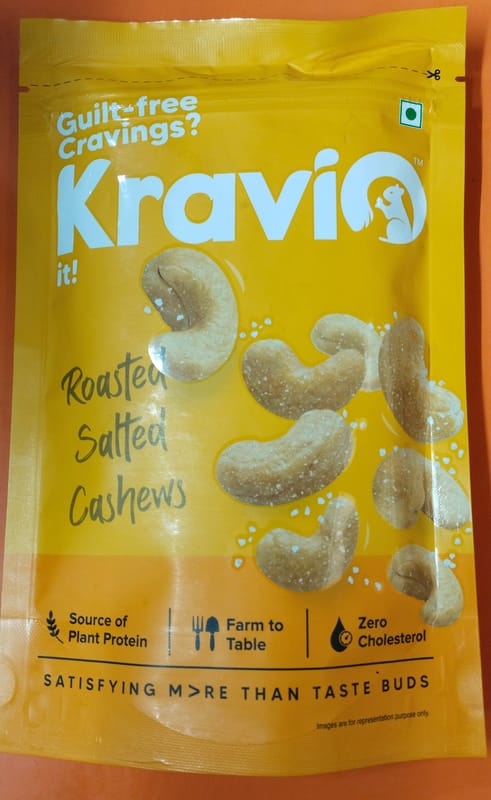 Guilt-free
Cravings?
Kravio™
it!
Roasted
Salted
Cashews
Source of
Plant Protein
Farm to
Table
Zero
Cholesterol
SATISFYING M>RE THAN TASTE BUDS
Images are for representation purpose only.